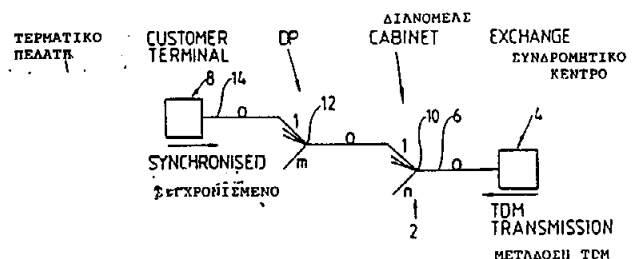 ΤΕΡΜΑΤΙΚΟ
ΠΕΛΑΤΗ
CUSTOMER
TERMINAL
DP
ΔΙΑΝΟΜΕΑΣ
CABINET
EXCHANGE
ΣΥΝΔΡΟΜΗΤΙΚΟ
ΚΕΝΤΡΟ
8
14
12
10
6
4
1
1
m
n
2
SYNCHRONISED
ΣΥΓΧΡΟΝΙΣΜΕΝΟ
TDM
TRANSMISSION
ΜΕΤΑΔΟΣΗ TDM